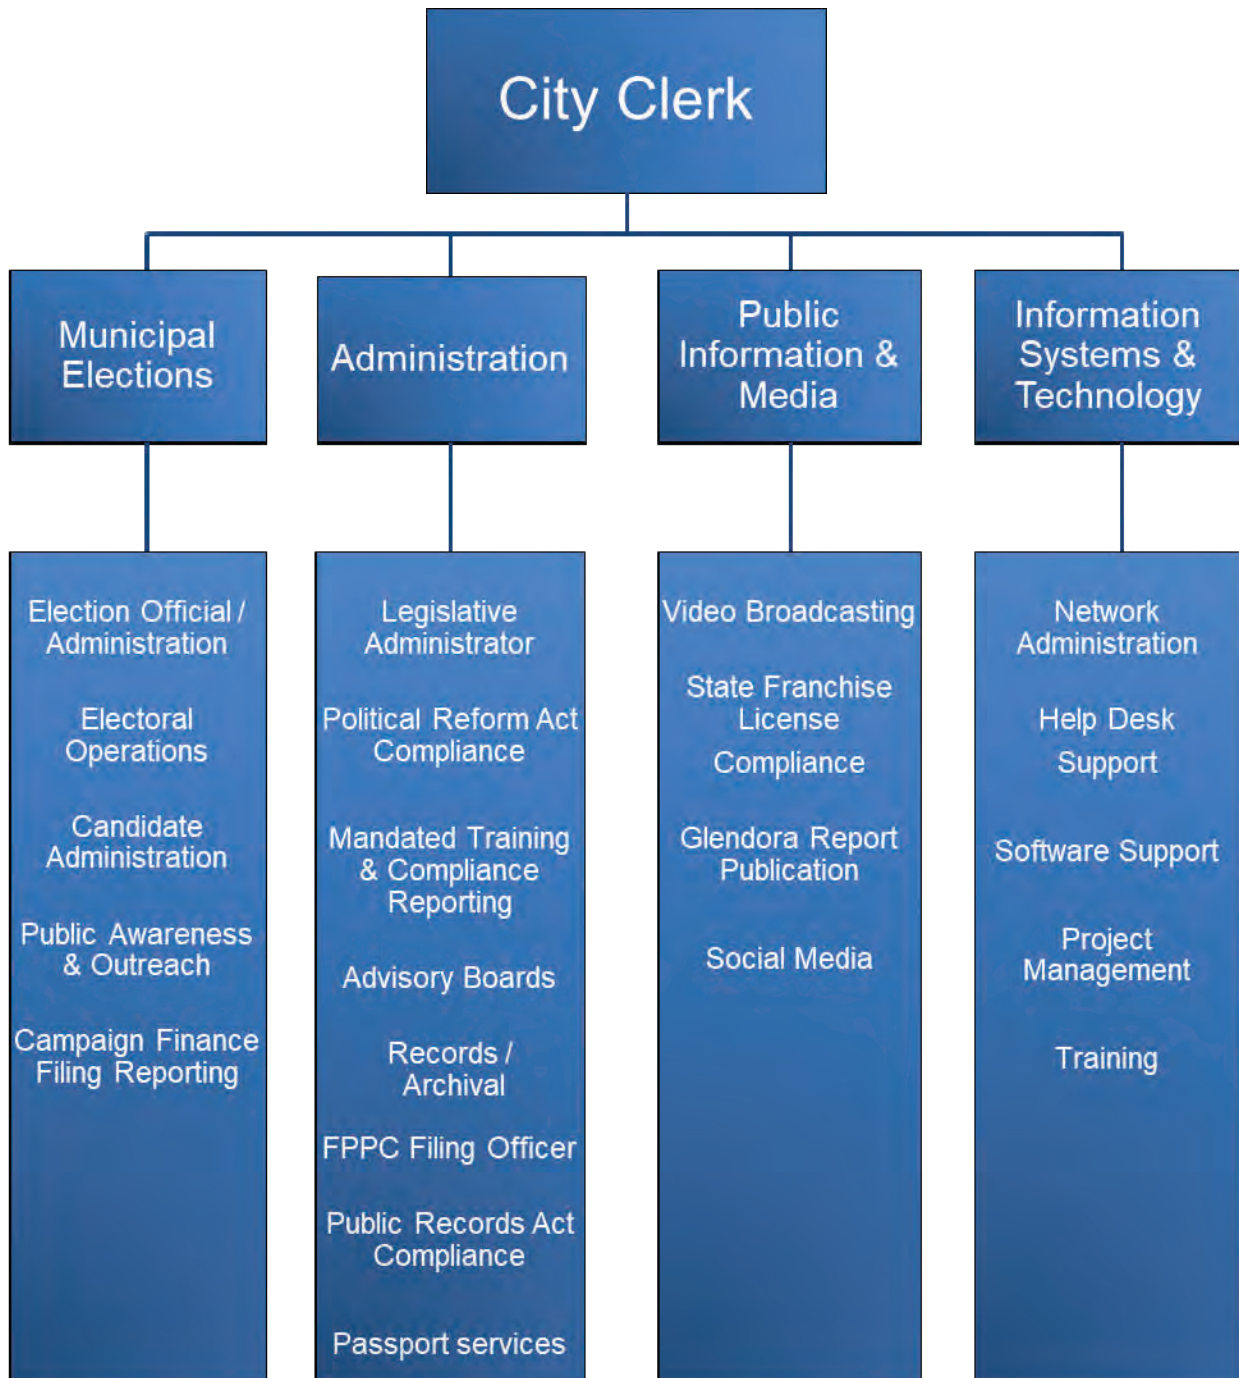 City Clerk
Municipal
Elections
Administration
Public
Information &
Media
Information
Systems &
Technology
Election Official /
Administration
Electoral
Operations
Candidate
Administration
Public Awareness
& Outreach
Campaign Finance
Filing Reporting
Legislative
Administrator
Political Reform Act
Compliance
Mandated Training
& Compliance
Reporting
Advisory Boards
Records /
Archival
FPPC Filing Officer
Public Records Act
Compliance
Passport services
Video Broadcasting
State Franchise
License
Compliance
Glendora Report
Publication
Social Media
Network
Administration
Help Desk
Support
Software Support
Project
Management
Training